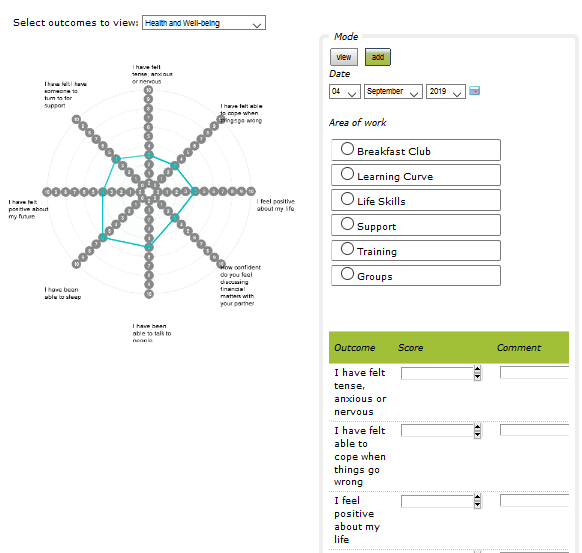 Select outcomes to view: Health and Well-being
I have felt
tense, anxious
or nervous
I have felt I have
someone to
turn to for
support
I have felt able
to cope when
things go wrong
I have felt
positive about
my future
I feel positive
about my life
I have been
able to sleep
How confident
do you feel
discussing
financial
matters with
your partner
I have been
able to talk to
people
Mode
view add
Date
04 September 2019
Area of work
Breakfast Club
Learning Curve
Life Skills
Support
Training
Groups
Outcome Score Comment
I have felt
tense,
anxious or
nervous
I have felt
able to
cope when
things go
wrong
I feel
positive
about my
life